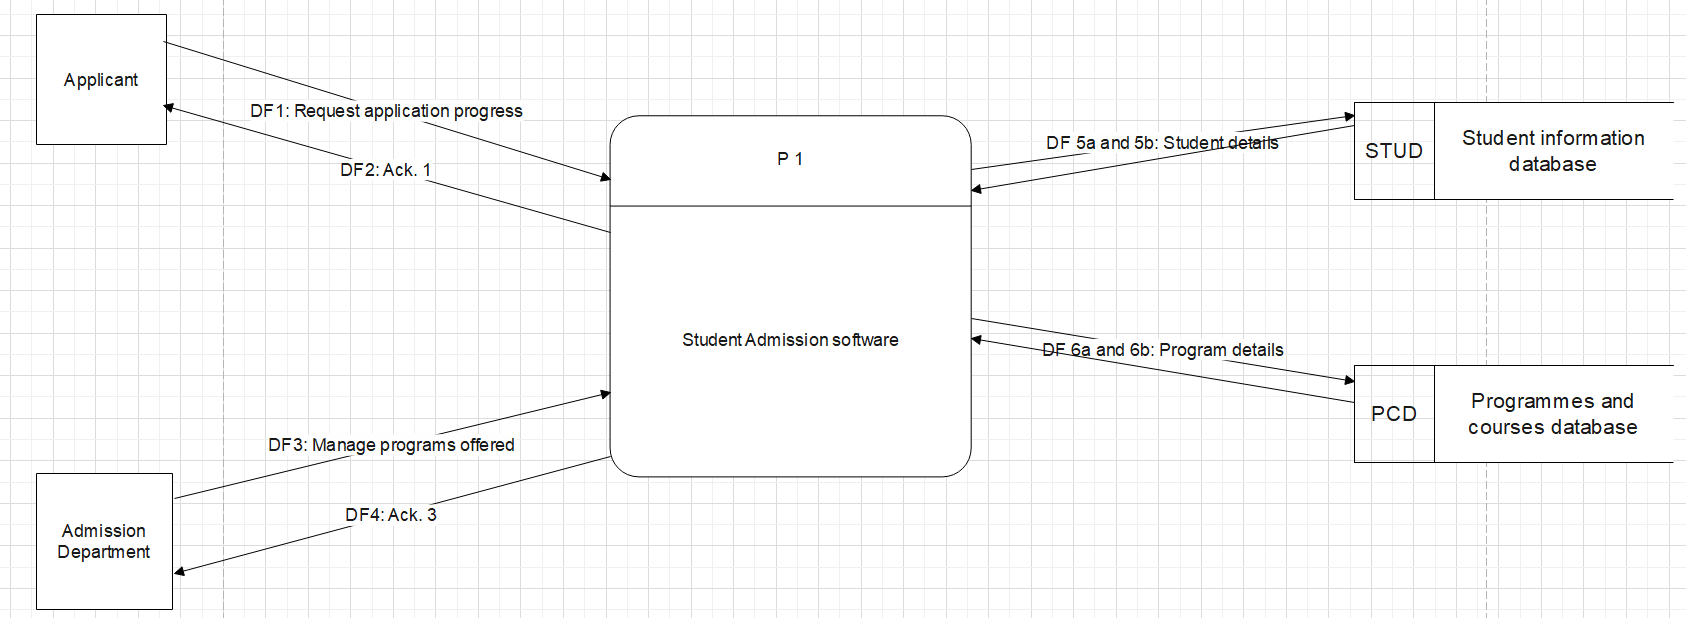 Applicant
DF1: Request application progress
DF2: Ack. 1
P 1
Student Admission software
DF 5a and 5b: Student details
STUD
Student information
database
DF 6a and 6b: Program details
PCD
Programmes and
courses database
DF3: Manage programs offered
DF4: Ack. 3
Admission
Department